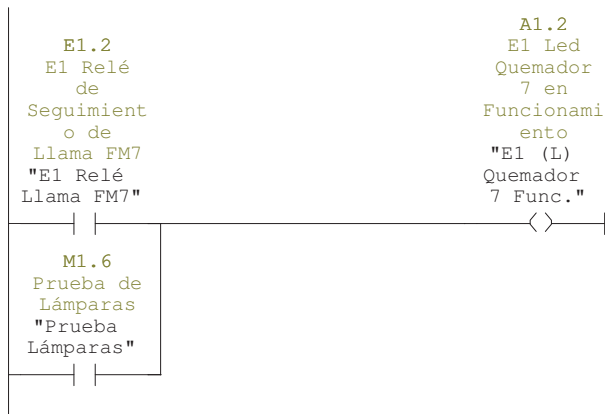 E1.2
E1 Relé
de
Seguimient
o de
Llama FM7
"E1 Relé
Llama FM7"
A1.2
E1 Led
Quemador
7 en
Funcionami
ento
"E1 (L)
Quemador
7 Func."
M1.6
Prueba de
Lámparas
"Prueba
Lámparas"